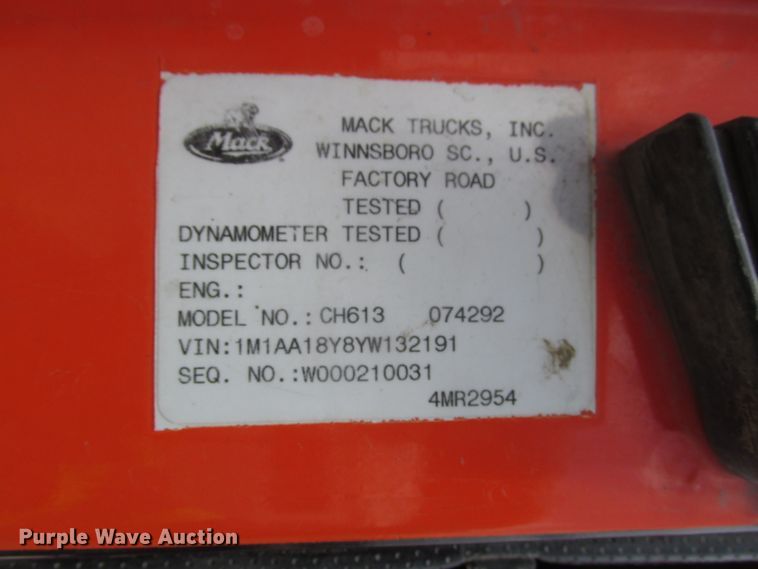 Mack
MACK TRUCKS, INC.
WINNSBORO SC., U.S.
FACTORY ROAD
TESTED ( )
DYNAMOMETER TESTED ( )
INSPECTOR NO.: ( )
ENG.:
MODEL NO.: CH613 074292
VIN:1M1AA18Y8YW132191
SEQ. NO.:W000210031
4MR2954
Purple Wave Auction